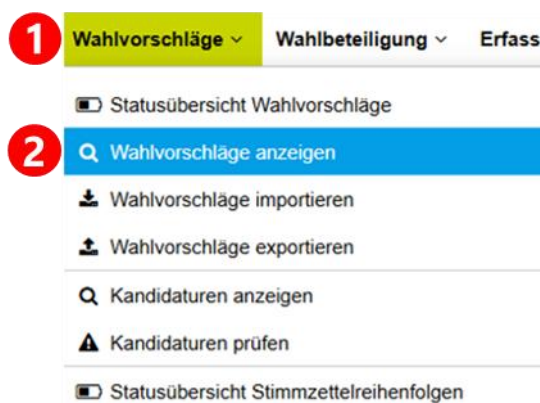 1 Wahlvorschläge Wahlbeteiligung Erfass
Statusübersicht Wahlvorschläge
2 Wahlvorschläge anzeigen
Wahlvorschläge importieren
Wahlvorschläge exportieren
Kandidaturen anzeigen
Kandidaturen prüfen
Statusübersicht Stimmzettelreihenfolgen